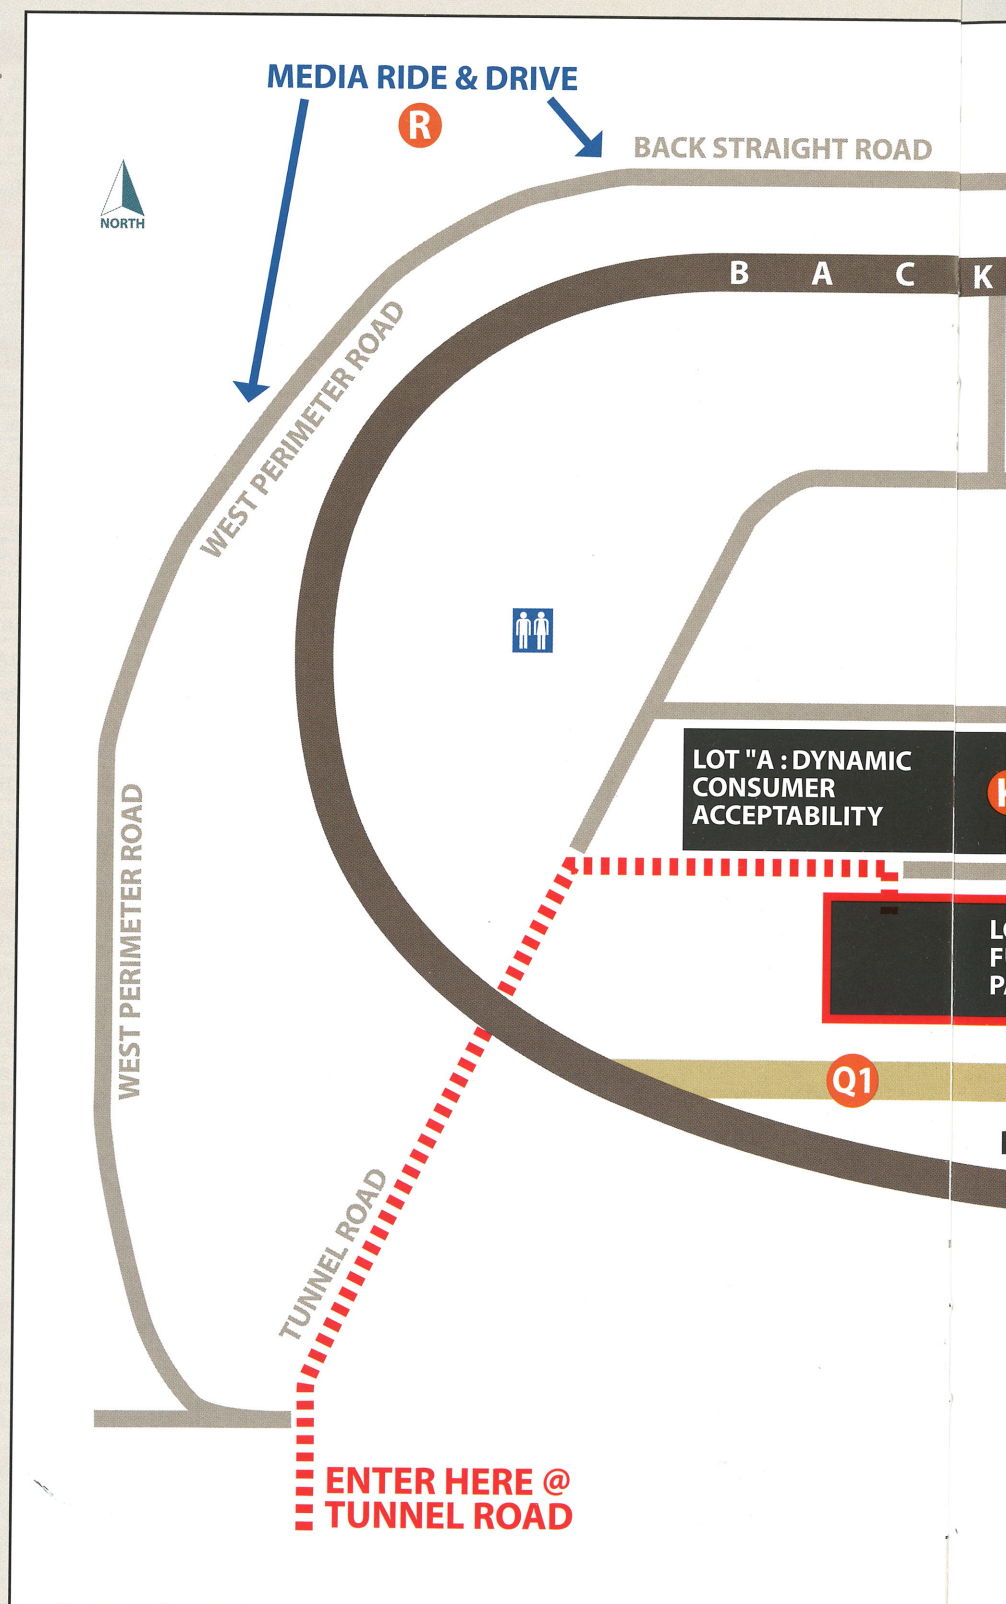 MEDIA RIDE & DRIVE
R
BACK STRAIGHT ROAD
NORTH
B A C K
WEST PERIMETER ROAD
LOT "A : DYNAMIC
CONSUMER
ACCEPTABILITY
WEST PERIMETER ROAD
Q1
TUNNEL ROAD
ENTER HERE @
TUNNEL ROAD